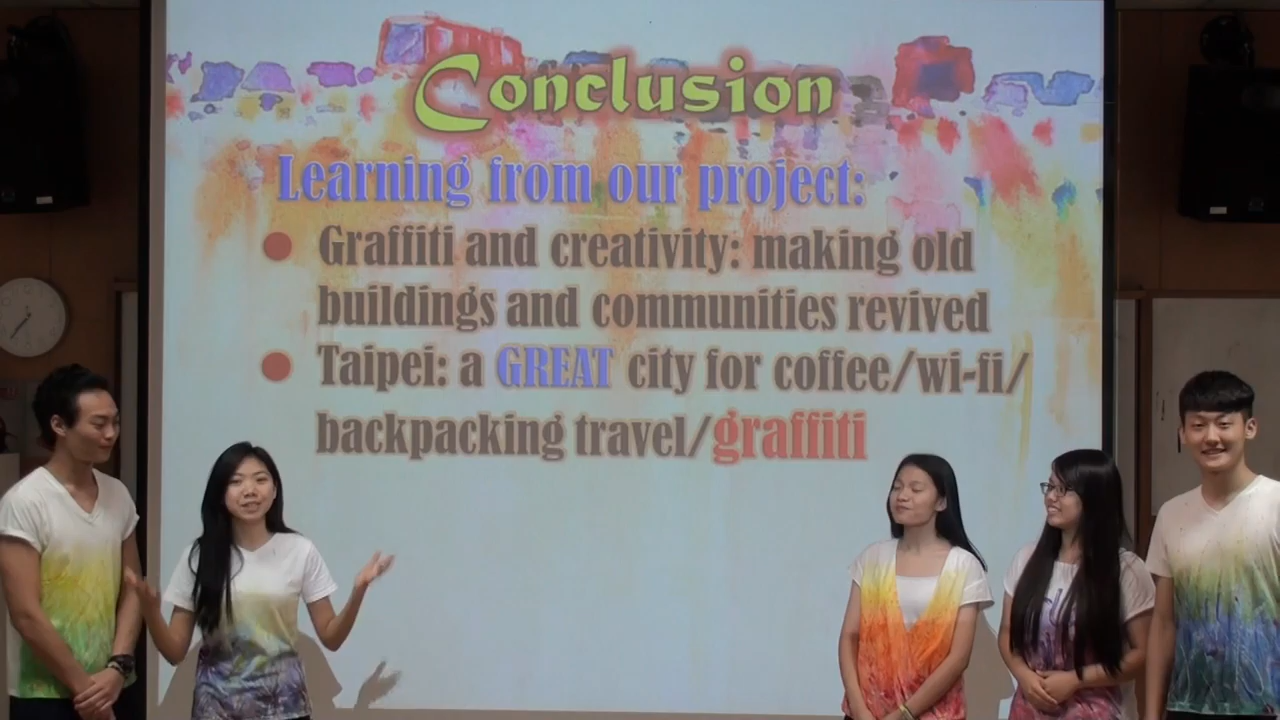 Conclusion
Learning from our project:
• Graffiti and creativity: making old
buildings and communities revived
• Taipei: a GREAT city for coffee/wi-fi/
backpacking travel/graffiti